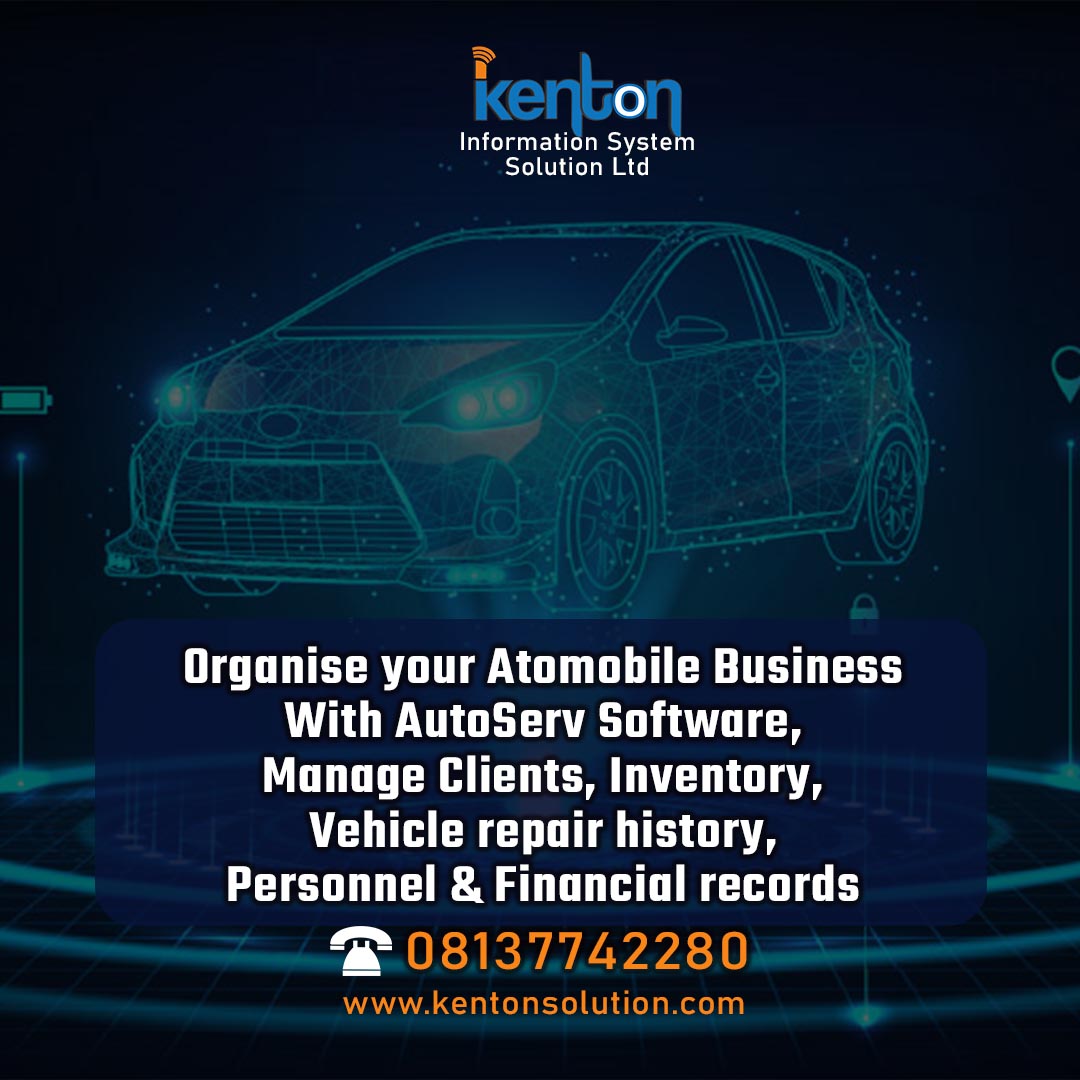 kenton
Information System
Solution Ltd
Organise your Atomobile Business
With AutoServ Software,
Manage Clients, Inventory,
Vehicle repair history,
Personnel & Financial records
08137742280
www.kentonsolution.com